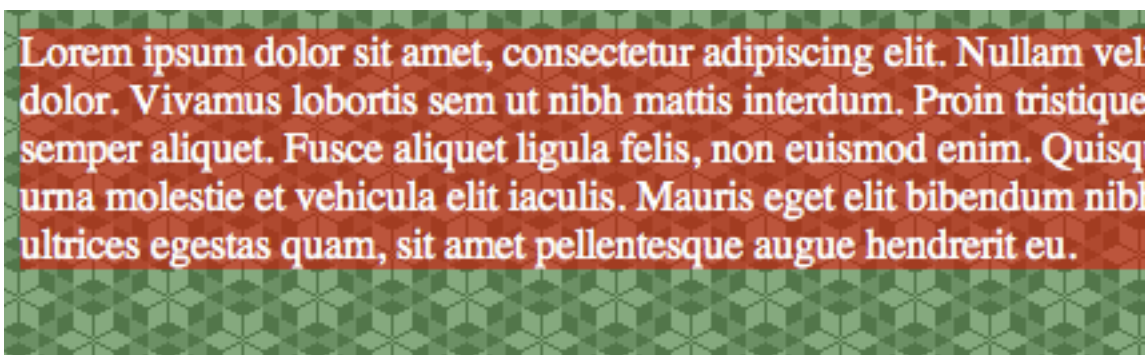 Lorem ipsum dolor sit amet, consectetur adipiscing elit. Nullam vel
dolor. Vivamus lobortis sem ut nibh mattis interdum. Proin tristique
semper aliquet. Fusce aliquet ligula felis, non euismod enim.
urna molestie et vehicula elit iaculis. Mauris eget elit bibendum
ultrices egestas quam, sit amet pellentesque augue hendrerit eu.